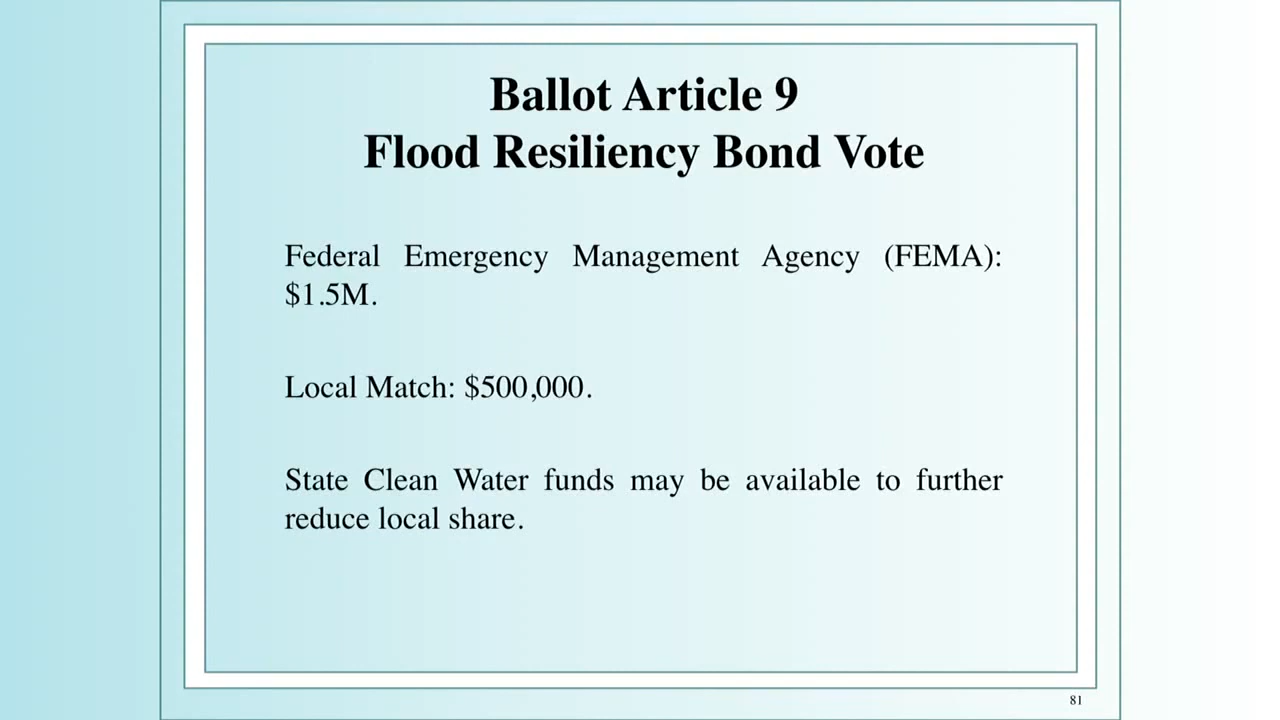 Ballot Article 9
Flood Resiliency Bond Vote
Federal Emergency Management Agency (FEMA):
$1.5M.
Local Match: $500,000.
State Clean Water funds may be available to further
reduce local share.
81